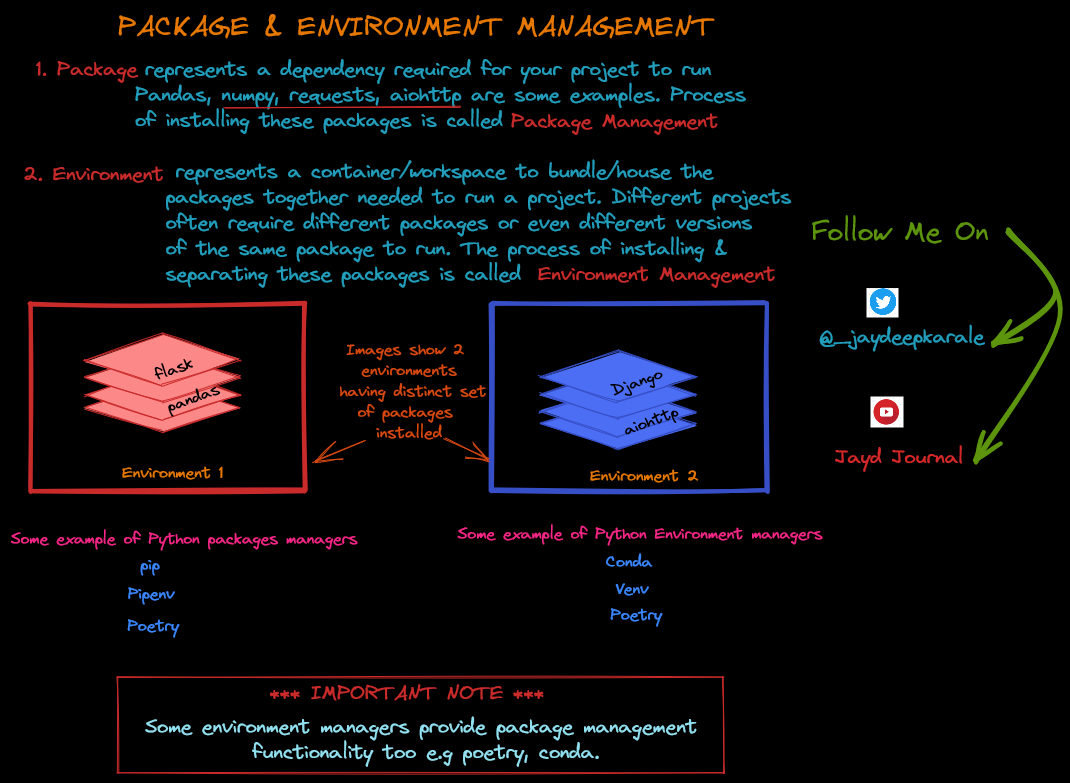 PACKAGE & ENVIRONMENT MANAGEMENT
1. Package represents a dependency required for your project to run
Pandas, numpy, requests, aiohttp are some examples. Process
of installing these packages is called Package Management
2. Environment represents a container/workspace to bundle/house the
packages together needed to run a project. Different projects
often require different packages or even different versions
of the same package to run. The process of installing &
separating these packages is called Environment Management
Follow Me On
@_jaydeepkarale
Jayd Journal
flask
pandas
Environment 1
Images show 2
environments
having distinct set
of packages
installed
Django
aiohttp
Environment 2
Some example of Python packages managers
pip
Pipenv
Poetry
Some example of Python Environment managers
Conda
Venv
Poetry
*** IMPORTANT NOTE ***
Some environment managers provide package management
functionality too e.g poetry, conda.